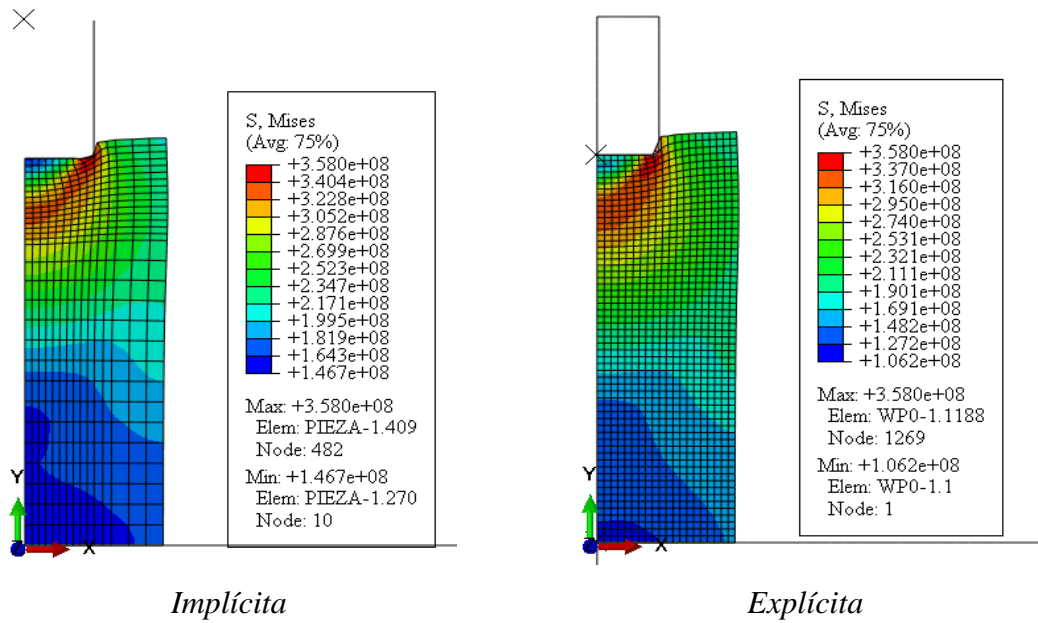 S, Mises
(Avg: 75%)
+3.580e+08
+3.404e+08
+3.228e+08
+3.052e+08
+2.876e+08
+2.699e+08
+2.523e+08
+2.347e+08
+2.171e+08
+1.995e+08
+1.819e+08
+1.643e+08
+1.467e+08
Max: +3.580e+08
Elem: PIEZA-1.409
Node: 482
Min: +1.467e+08
Elem: PIEZA-1.270
Node: 10
Y
Z
X
Implícita
S, Mises
(Avg: 75%)
+3.580e+08
+3.370e+08
+3.160e+08
+2.950e+08
+2.740e+08
+2.531e+08
+2.321e+08
+2.111e+08
+1.901e+08
+1.691e+08
+1.482e+08
+1.272e+08
+1.062e+08
Max: +3.580e+08
Elem: WP0-1.1188
Node: 1269
Min: +1.062e+08
Elem: WP0-1.1
Node: 1
Y
Z
X
Explícita